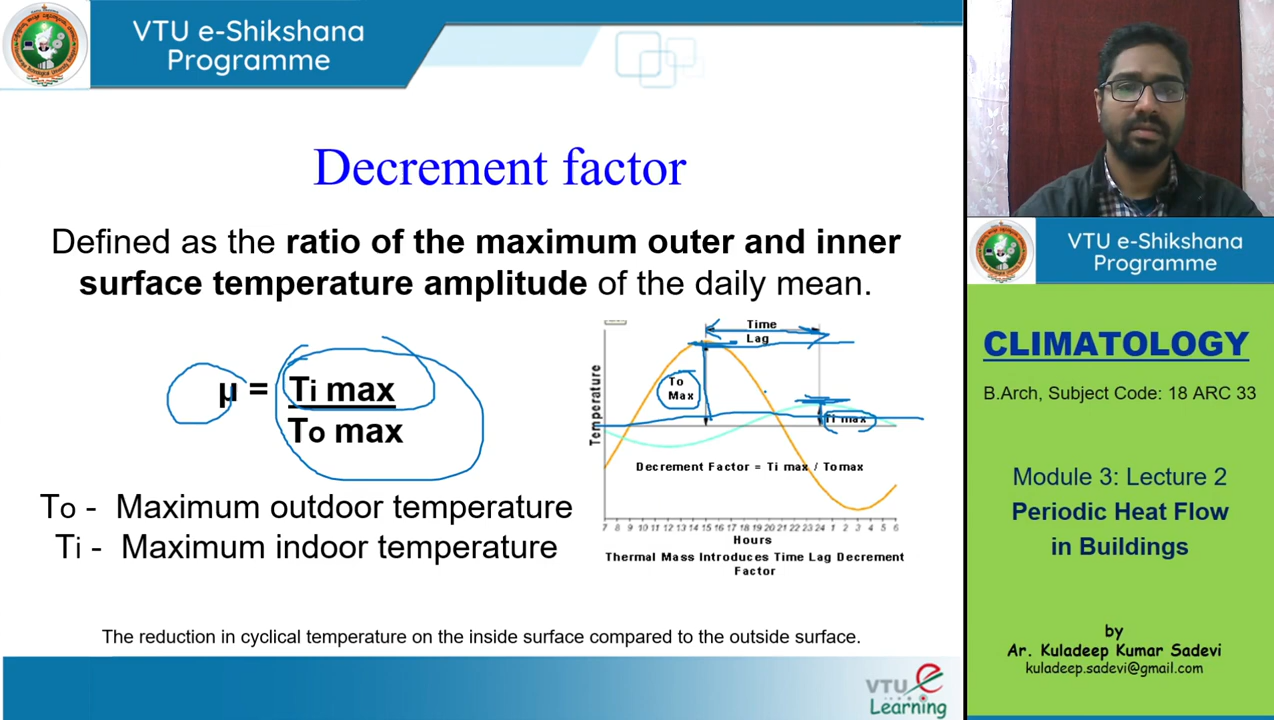 VTU e-Shikshana
Programme
Decrement factor
Defined as the ratio of the maximum outer and inner
surface temperature amplitude of the daily mean.
μ = Ti max
To max
To - Maximum outdoor temperature
Ti - Maximum indoor temperature
Time
Lag
To
Max
Ti max
Temperature
Decrement Factor = Ti max / Tomax
7 8 9 10 11 12 13 14 15 16 17 18 19 20 21 22 23 24 1 2 3 4 5 6
Hours
Thermal Mass Introduces Time Lag Decrement
Factor
The reduction in cyclical temperature on the inside surface compared to the outside surface.
VTU e
Learning
VTU e-Shikshana
Programme
CLIMATOLOGY
B.Arch, Subject Code: 18 ARC 33
Module 3: Lecture 2
Periodic Heat Flow
in Buildings
by
Ar. Kuladeep Kumar Sadevi
kuladeep.sadevi@gmail.com